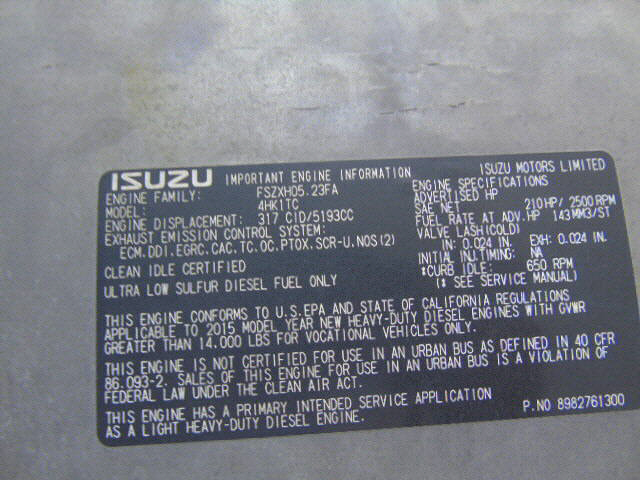 ISUZU IMPORTANT ENGINE INFORMATION ISUZU MOTORS LIMITED
ENGINE FAMILY: FSZXH05.23FA
MODEL: 4HK1TC
ENGINE DISPLACEMENT: 317 CID/5193CC
EXHAUST EMISSION CONTROL SYSTEM:
ECM.DDI.EGRC.CAC.TC.OC.PTOX.SCR-U.NOS(2)
CLEAN IDLE CERTIFIED
ULTRA LOW SULFUR DIESEL FUEL ONLY
ENGINE SPECIFICATIONS
ADVERTISED HP
SAE NET 210HP/ 2500 RPM
FUEL RATE AT ADV.HP 143MM3/ST
VALVE LASH(COLD)
IN: 0.024 IN. EXH: 0.024 IN.
INITIAL INJ.TIMING: NA
*CURB IDLE: 650 RPM
(* SEE SERVICE MANUAL)
THIS ENGINE CONFORMS TO U.S.EPA AND STATE OF CALIFORNIA REGULATIONS
APPLICABLE TO 2015 MODEL YEAR NEW HEAVY-DUTY DIESEL ENGINES WITH GVWR
GREATER THAN 14,000 LBS FOR VOCATIONAL VEHICLES ONLY.
THIS ENGINE IS NOT CERTIFIED FOR USE IN AN URBAN BUS AS DEFINED IN 40 CFR
86.093-2. SALES OF THIS ENGINE FOR USE IN AN URBAN BUS IS A VIOLATION OF
FEDERAL LAW UNDER THE CLEAN AIR ACT.
THIS ENGINE HAS A PRIMARY INTENDED SERVICE APPLICATION
AS A LIGHT HEAVY-DUTY DIESEL ENGINE.
P.NO 8982761300